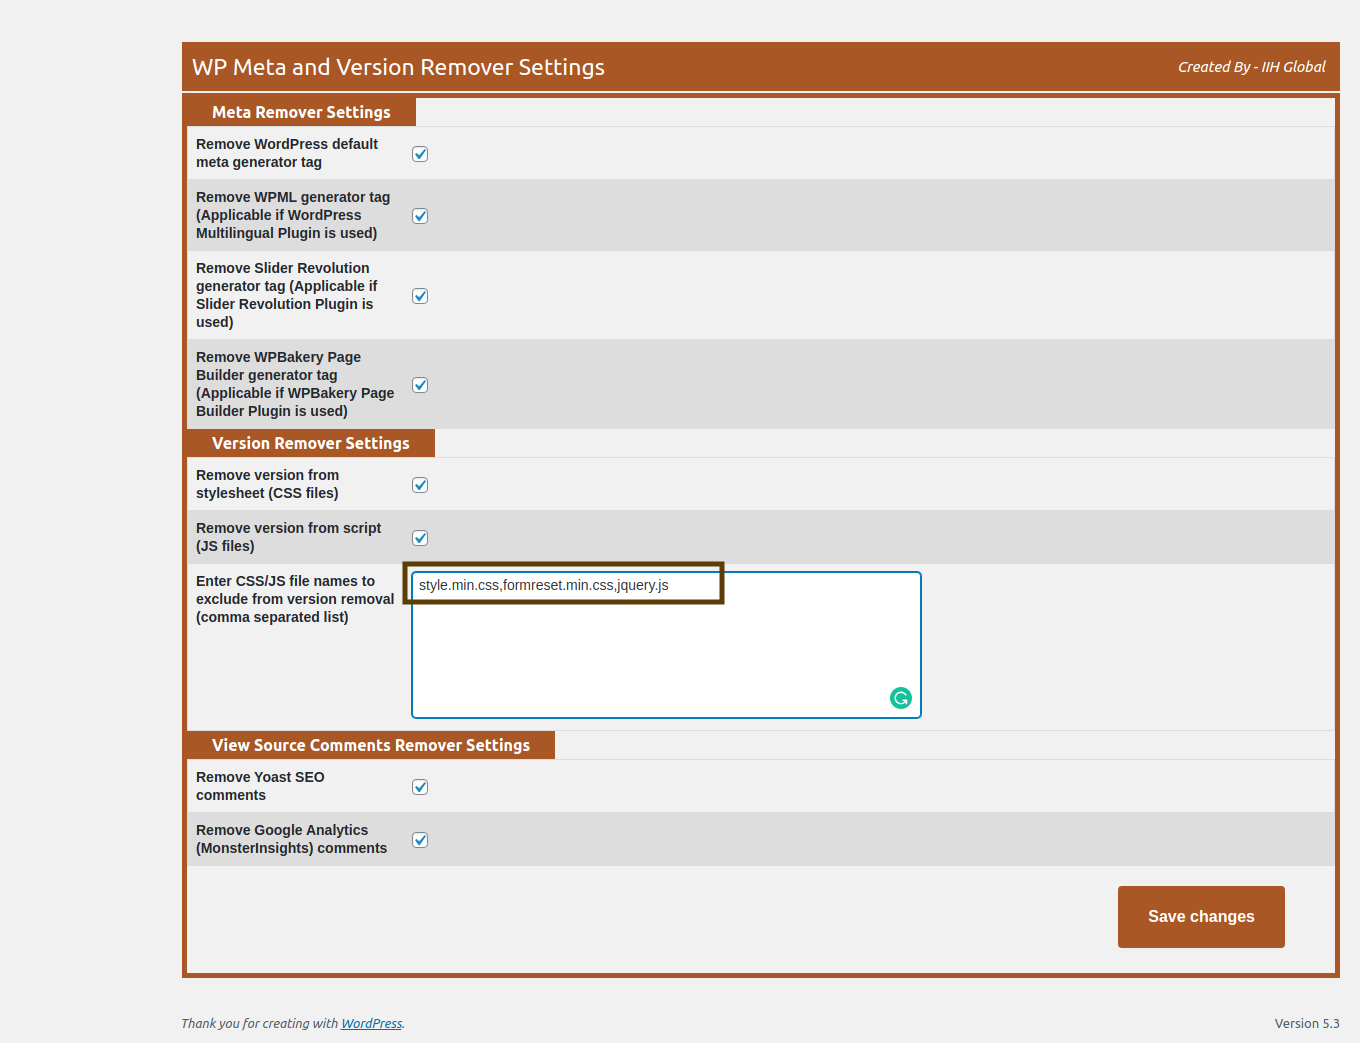 WP Meta and Version Remover Settings
Created By - IIH Global
Meta Remover Settings
Remove WordPress default
meta generator tag
Remove WPML generator tag
(Applicable if WordPress
Multilingual Plugin is used)
Remove Slider Revolution
generator tag (Applicable if
Slider Revolution Plugin is
used)
Remove WPBakery Page
Builder generator tag
(Applicable if WPBakery Page
Builder Plugin is used)
Version Remover Settings
Remove version from
stylesheet (CSS files)
Remove version from script
(JS files)
Enter CSS/JS file names to
exclude from version removal
(comma separated list)
style.min.css,formreset.min.css,jquery.js
View Source Comments Remover Settings
Remove Yoast SEO
comments
Remove Google Analytics
(MonsterInsights) comments
Save changes
Thank you for creating with WordPress.
Version 5.3